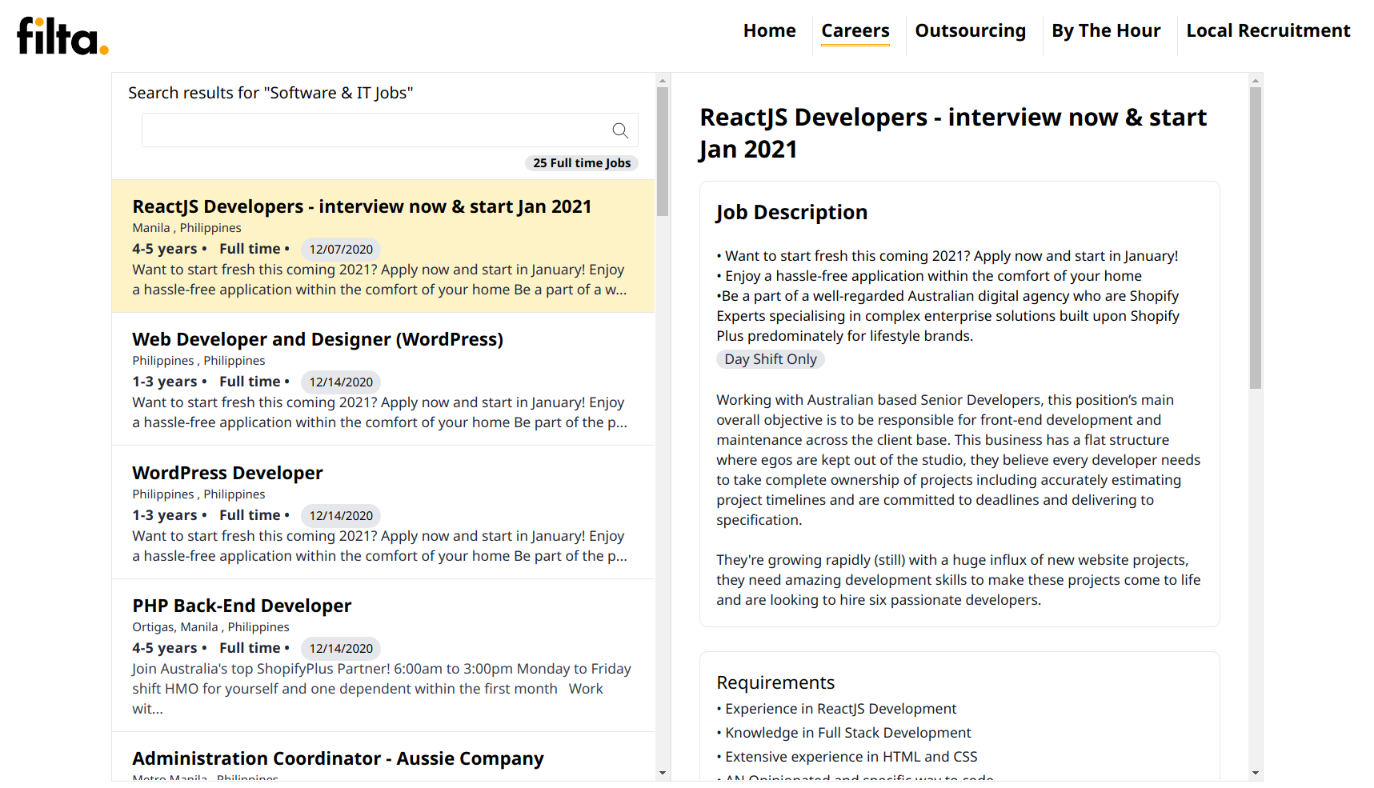 filta.
Home
Careers
Outsourcing
By The Hour
Local Recruitment
Search results for "Software & IT Jobs"
25 Full time Jobs
ReactJS Developers - interview now & start Jan 2021
Manila , Philippines
4-5 years • Full time • 12/07/2020
Want to start fresh this coming 2021? Apply now and start in January! Enjoy
a hassle-free application within the comfort of your home Be a part of a w...
Web Developer and Designer (WordPress)
Philippines , Philippines
1-3 years • Full time • 12/14/2020
Want to start fresh this coming 2021? Apply now and start in January! Enjoy
a hassle-free application within the comfort of your home Be part of the p...
WordPress Developer
Philippines , Philippines
1-3 years • Full time • 12/14/2020
Want to start fresh this coming 2021? Apply now and start in January! Enjoy
a hassle-free application within the comfort of your home Be part of the p...
PHP Back-End Developer
Ortigas, Manila , Philippines
4-5 years • Full time • 12/14/2020
Join Australia's top ShopifyPlus Partner! 6:00am to 3:00pm Monday to Friday
shift HMO for yourself and one dependent within the first month Work
wit...
Administration Coordinator - Aussie Company
Metro Manila , Philippines
ReactJS Developers - interview now & start
Jan 2021
Job Description
• Want to start fresh this coming 2021? Apply now and start in January!
• Enjoy a hassle-free application within the comfort of your home
•Be a part of a well-regarded Australian digital agency who are Shopify
Experts specialising in complex enterprise solutions built upon Shopify
Plus predominately for lifestyle brands.
Day Shift Only
Working with Australian based Senior Developers, this position’s main
overall objective is to be responsible for front-end development and
maintenance across the client base. This business has a flat structure
where egos are kept out of the studio, they believe every developer needs
to take complete ownership of projects including accurately estimating
project timelines and are committed to deadlines and delivering to
specification.
They're growing rapidly (still) with a huge influx of new website projects,
they need amazing development skills to make these projects come to life
and are looking to hire six passionate developers.
Requirements
• Experience in ReactJS Development
• Knowledge in Full Stack Development
• Extensive experience in HTML and CSS
• AN Opinionated and specific way to code